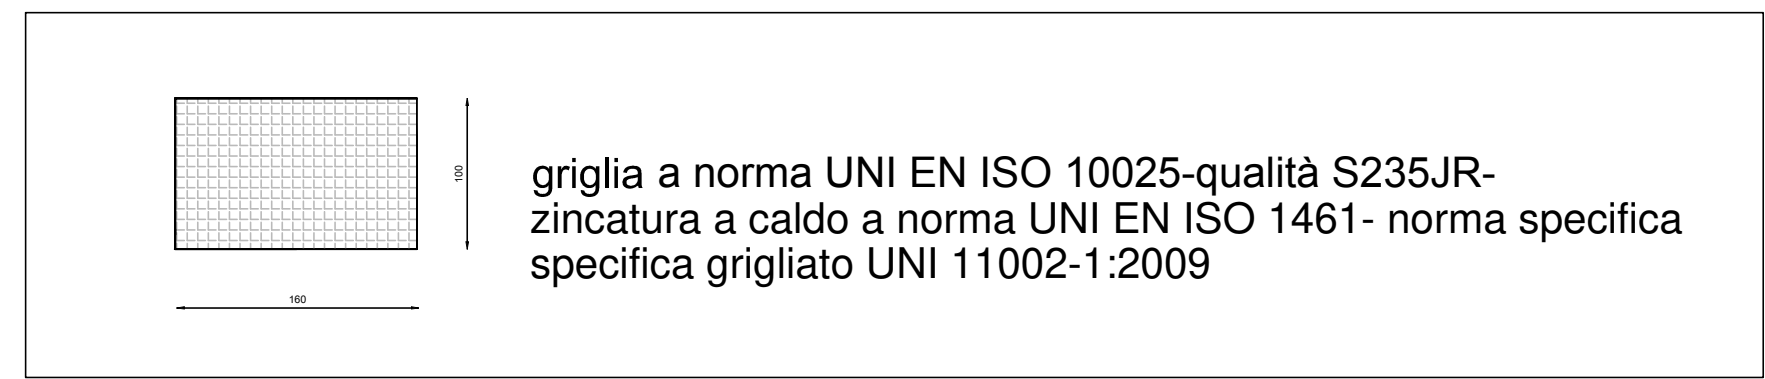 100
griglia a norma UNI EN ISO 10025-qualità S235JR-
zincatura a caldo a norma UNI EN ISO 1461- norma specifica
specifica grigliato UNI 11002-1:2009
160